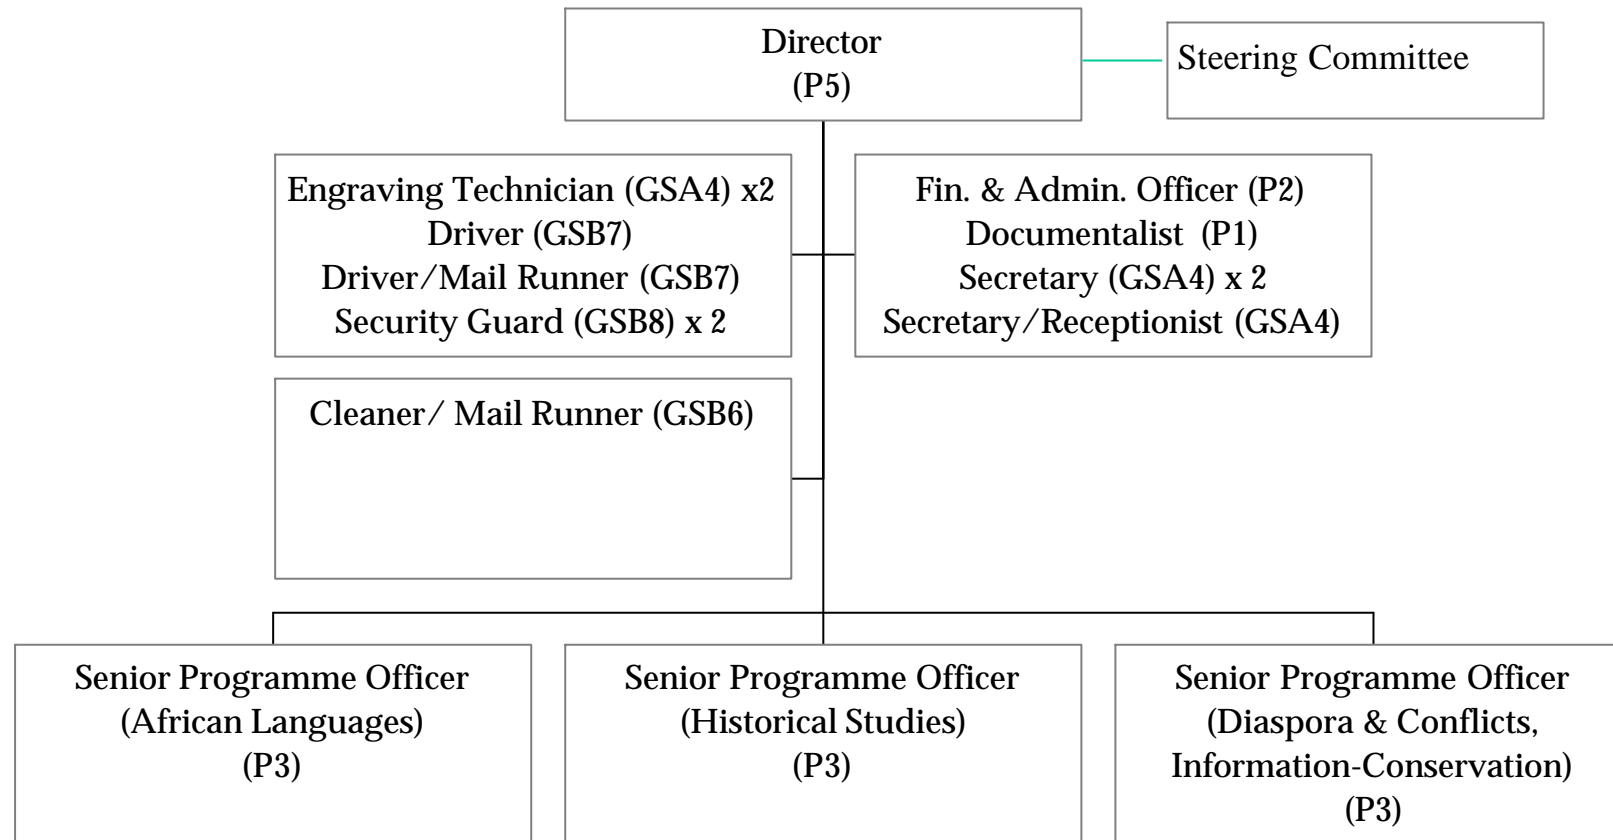 Director
(P5)
Steering Committee
Engraving Technician (GSA4) x2
Driver (GSB7)
Driver/Mail Runner (GSB7)
Security Guard (GSB8) x 2
Fin. & Admin. Officer (P2)
Documentalist (P1)
Secretary (GSA4) x 2
Secretary/Receptionist (GSA4)
Cleaner/ Mail Runner (GSB6)
Senior Programme Officer
(African Languages)
(P3)
Senior Programme Officer
(Historical Studies)
(P3)
Senior Programme Officer
(Diaspora & Conflicts,
Information-Conservation)
(P3)